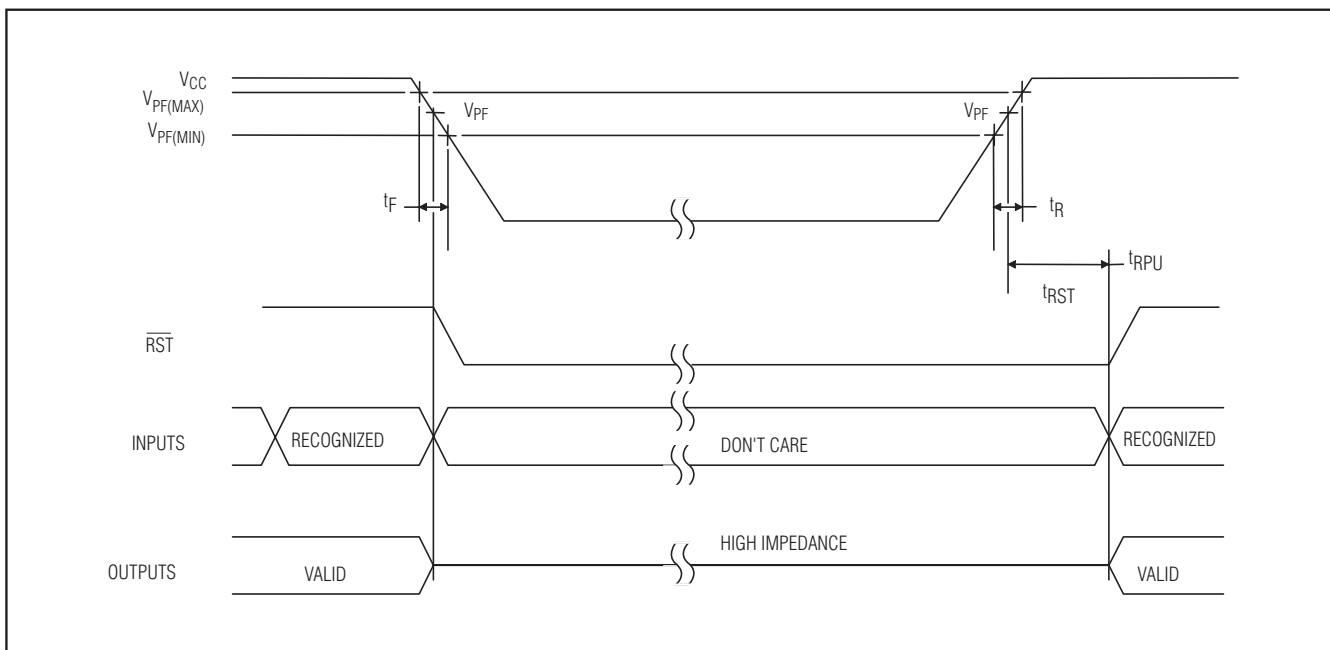 VCC
VPF(MAX)
VPF VPF
VPF(MIN)
tF tR
tRPU
tRST
R̅S̅T̅
INPUTS RECOGNIZED DON'T CARE RECOGNIZED
HIGH IMPEDANCE
OUTPUTS VALID VALID